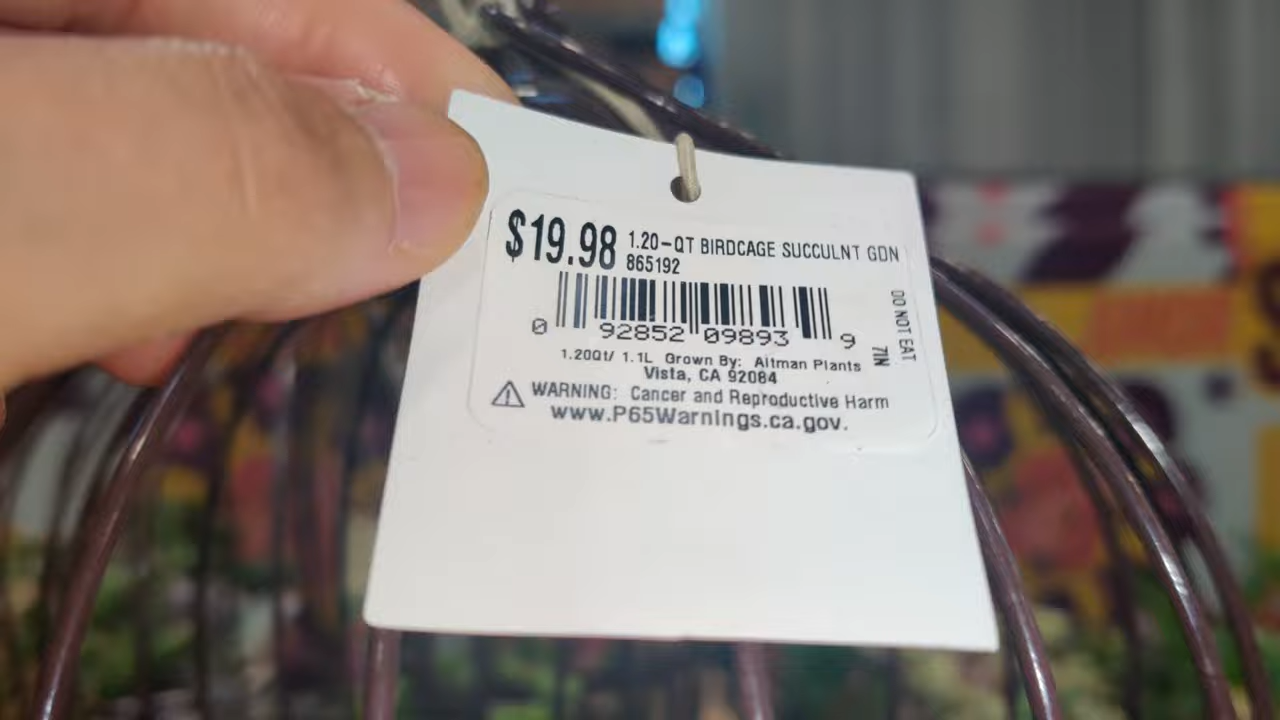 $19.98 1.20-QT BIRDCAGE SUCCULNT GDN
865192
0 92852 09893 9
DO NOT EAT
7IN
1.20Qt/ 1.1L Grown By: Altman Plants
Vista, CA 92084
⚠ WARNING: Cancer and Reproductive Harm
www.P65Warnings.ca.gov.